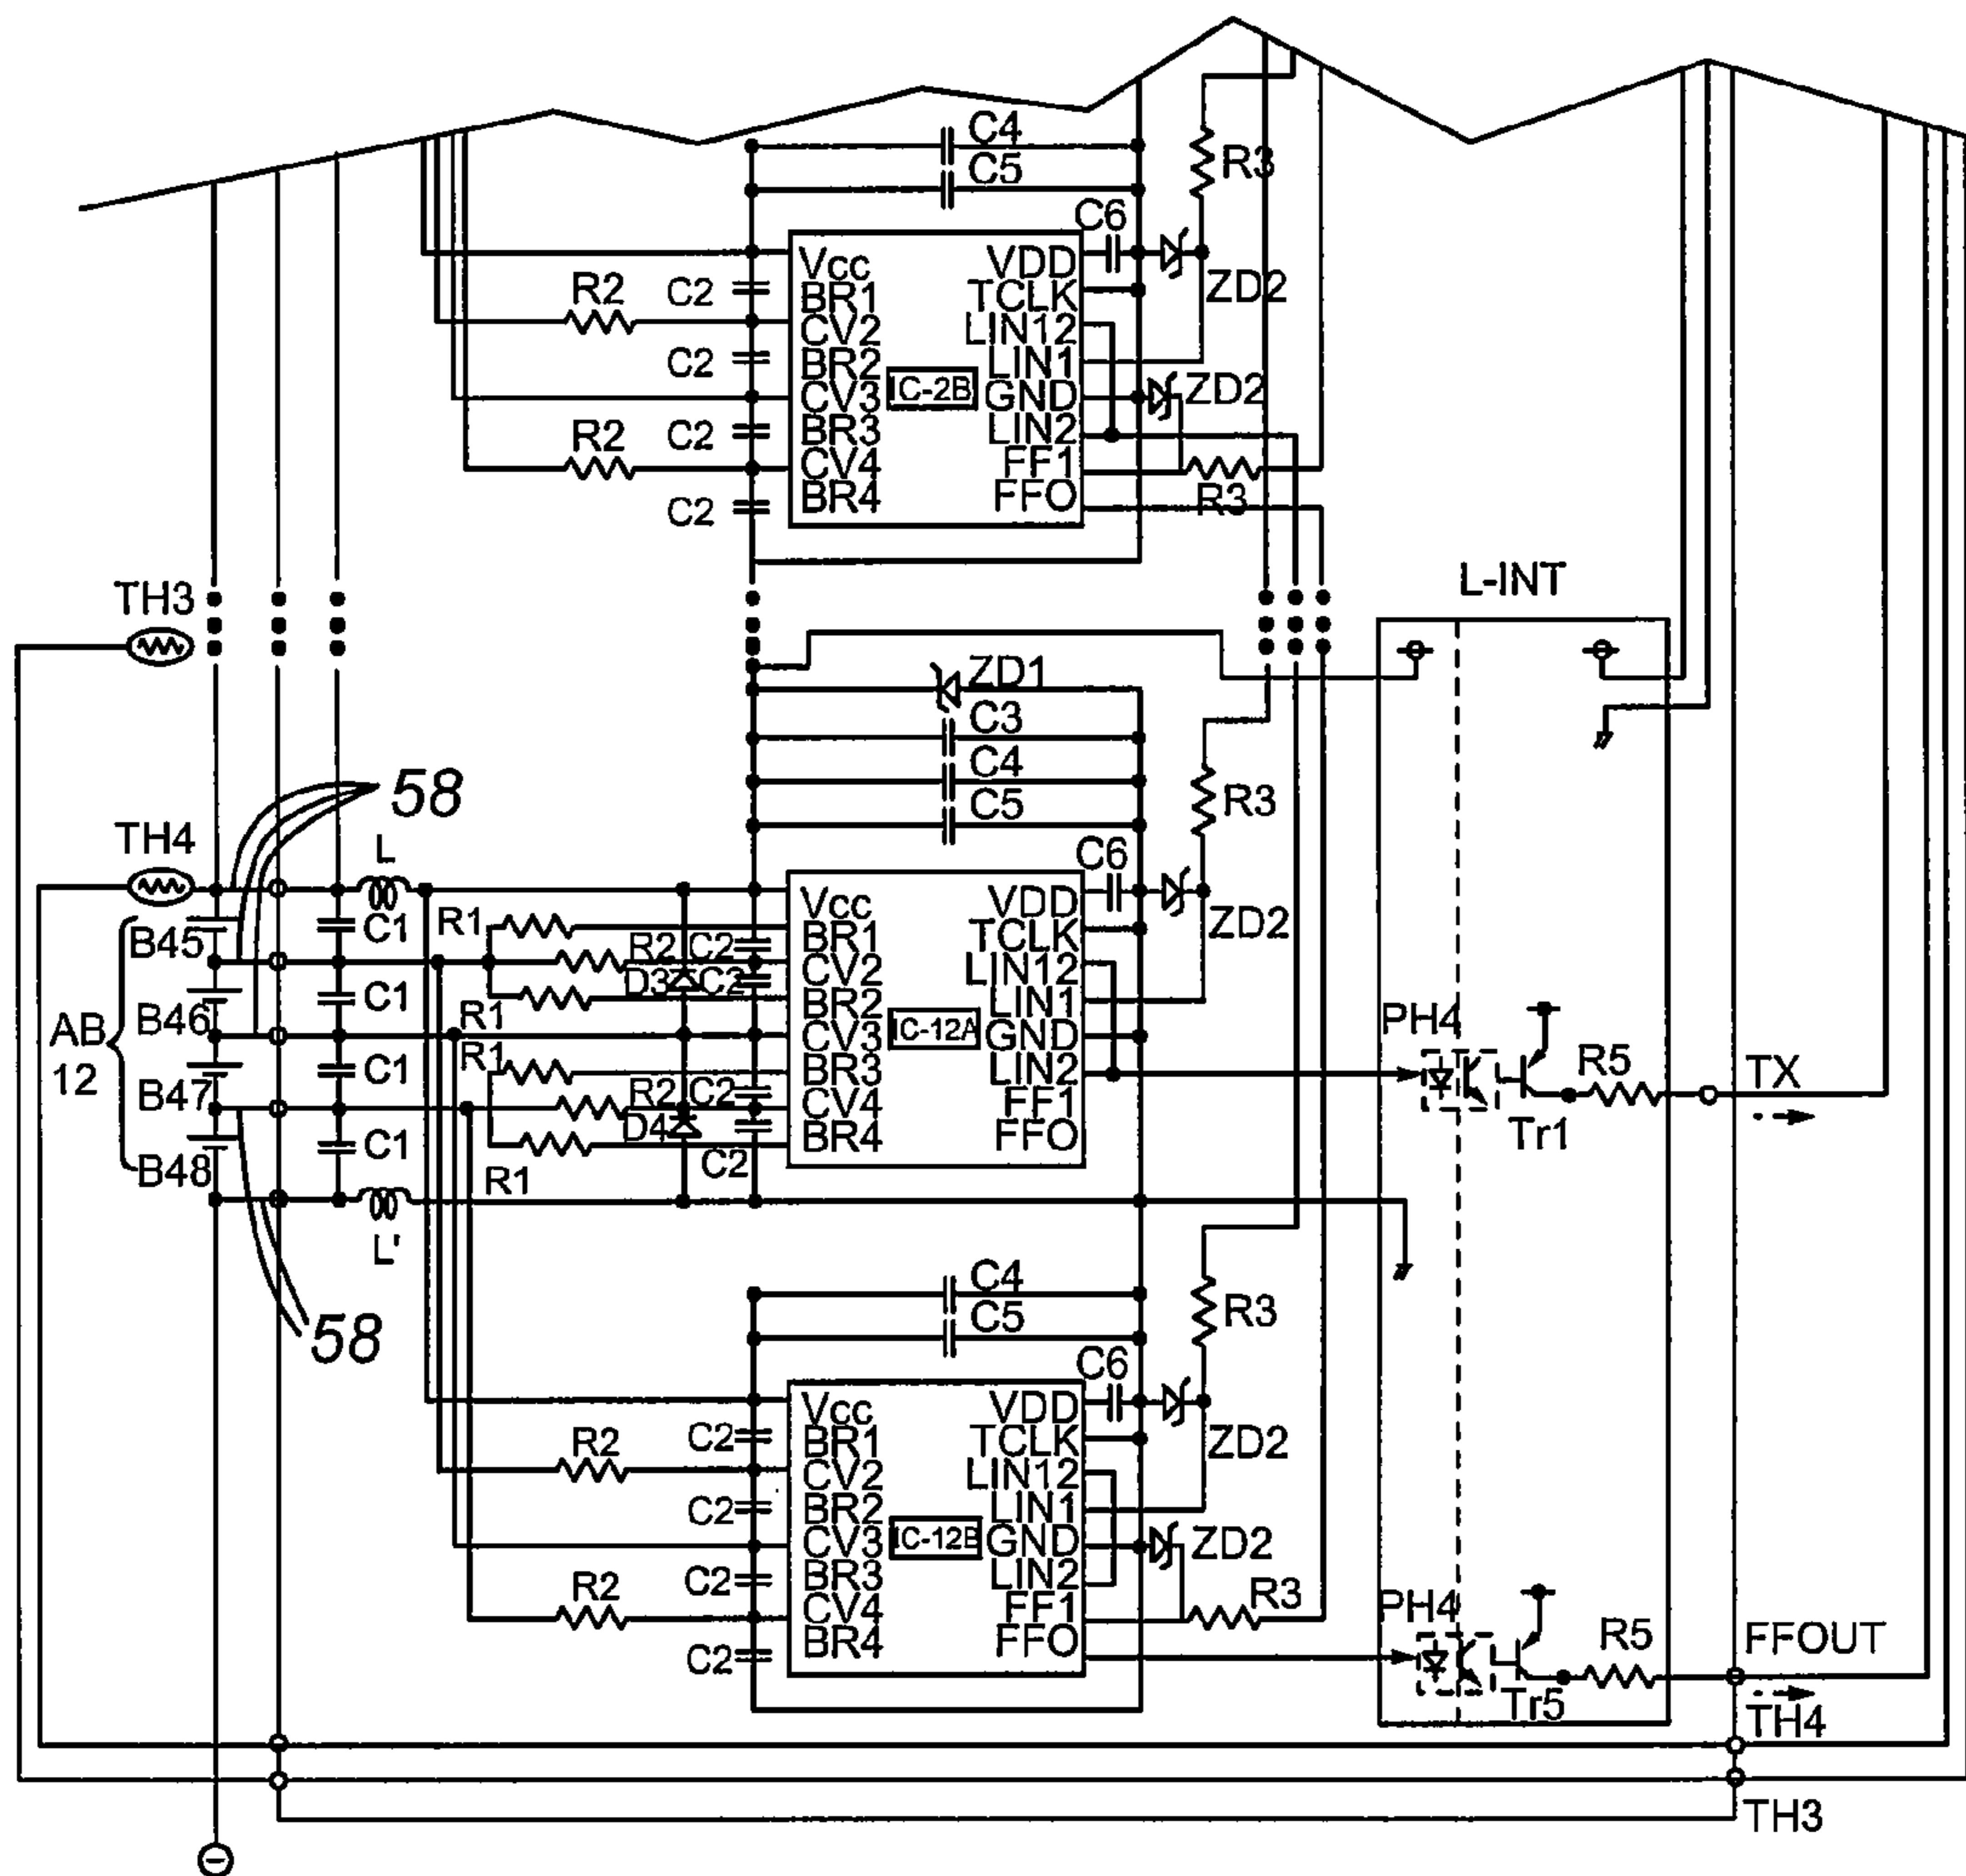 C4
C5
R3
C6
Vcc
BR1
CV2
BR2
CV3
BR3
CV4
BR4
IC-2B
VDD
TCLK
LIN12
LIN1
GND
LIN2
FF1
FFO
ZD2
ZD2
R3
R2
R2
C2
C2
C2
C2
TH3
L-INT
ZD1
C3
C4
C5
R3
58
TH4
L
C6
Vcc
BR1
CV2
BR2
CV3
BR3
CV4
BR4
IC-12A
VDD
TCLK
LIN12
LIN1
GND
LIN2
FF1
FFO
ZD2
AB
12
B45
B46
B47
B48
C1
C1
C1
C1
R1
R2
C2
D3
C2
R1
R1
R2
C2
D4
R1
C2
L'
PH4
Tr1
R5
TX
58
C4
C5
R3
C6
Vcc
BR1
CV2
BR2
CV3
BR3
CV4
BR4
IC-12B
VDD
TCLK
LIN12
LIN1
GND
LIN2
FF1
FFO
ZD2
ZD2
R3
R2
R2
C2
C2
C2
C2
PH4
Tr5
R5
FFOUT
TH4
TH3